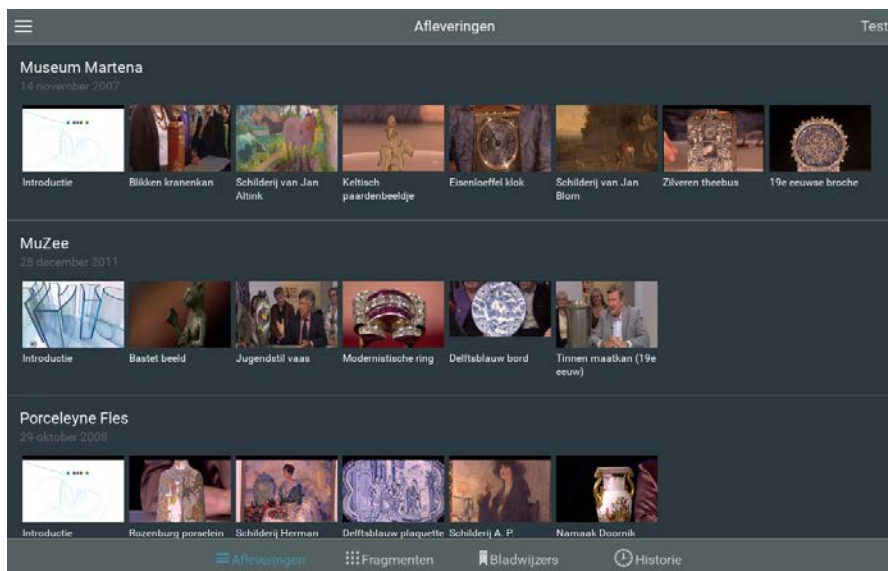 Afleveringen
Test
Museum Martena
14 november 2007
Introductie
Blikken kranenkan
Schilderij van Jan
Altink
Keltisch
paardenbeeldje
Eisenloeffel klok
Schilderij van Jan
Blom
Zilveren theebus
19e eeuwse broche
MuZee
28 december 2011
Introductie
Bastet beeld
Jugendstil vaas
Modernistische ring
Delftsblauw bord
Tinnen maatkan (19e
eeuw)
Porceleyne Fles
29 oktober 2008
Introductie
Rozenburg porselein
Schilderij Herman
Delftsblauw plaquette
Schilderij A. P.
Namaak Doornik
Afleveringen
Fragmenten
Bladwijzers
Historie